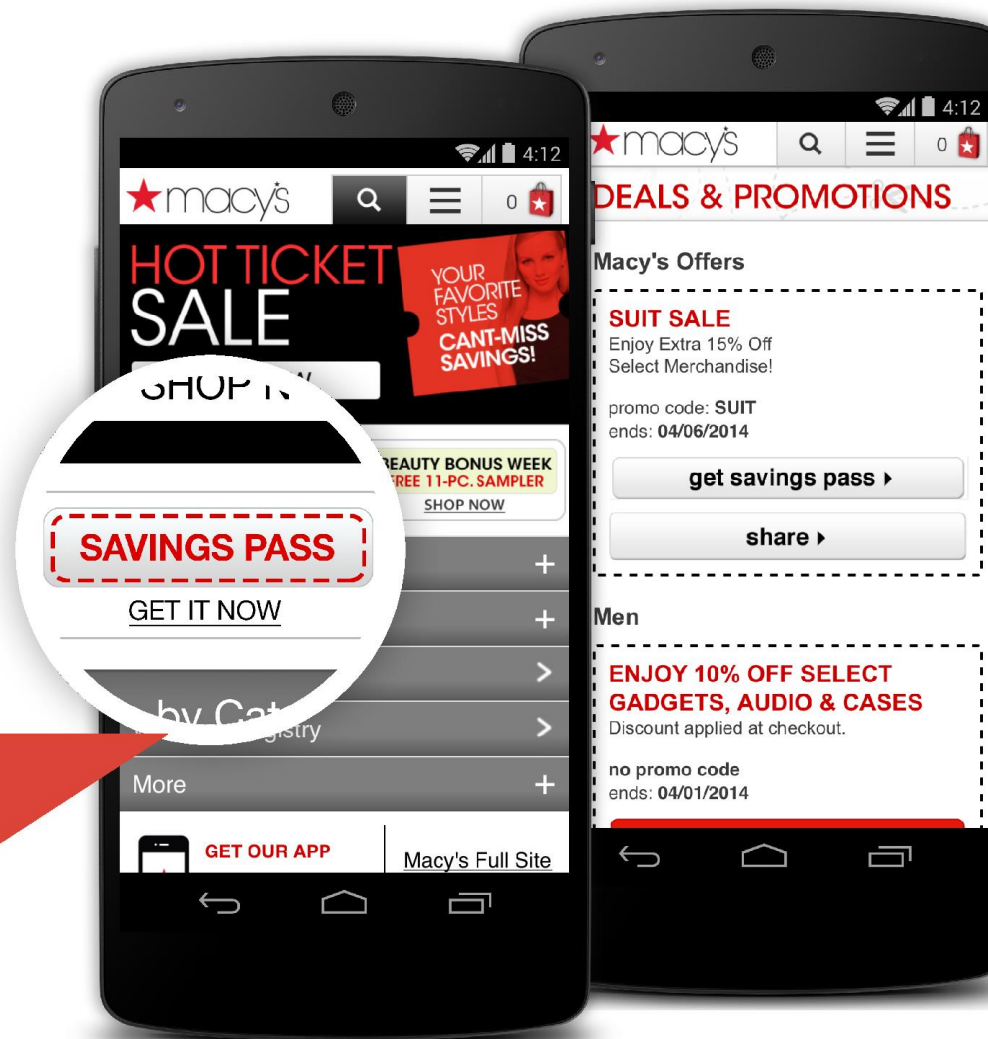 4:12
macy's
0
HOT TICKET
SALE
YOUR
FAVORITE
STYLES
CANT-MISS
SAVINGS!
SHOP
BEAUTY BONUS WEEK
FREE 11-PC. SAMPLER
SHOP NOW
SAVINGS PASS
GET IT NOW
by
More
GET OUR APP
Macy's Full Site
4:12
macy's
0
DEALS & PROMOTIONS
Macy's Offers
SUIT SALE
Enjoy Extra 15% Off
Select Merchandise!
promo code: SUIT
ends: 04/06/2014
get savings pass
share
Men
ENJOY 10% OFF SELECT
GADGETS, AUDIO & CASES
Discount applied at checkout.
no promo code
ends: 04/01/2014